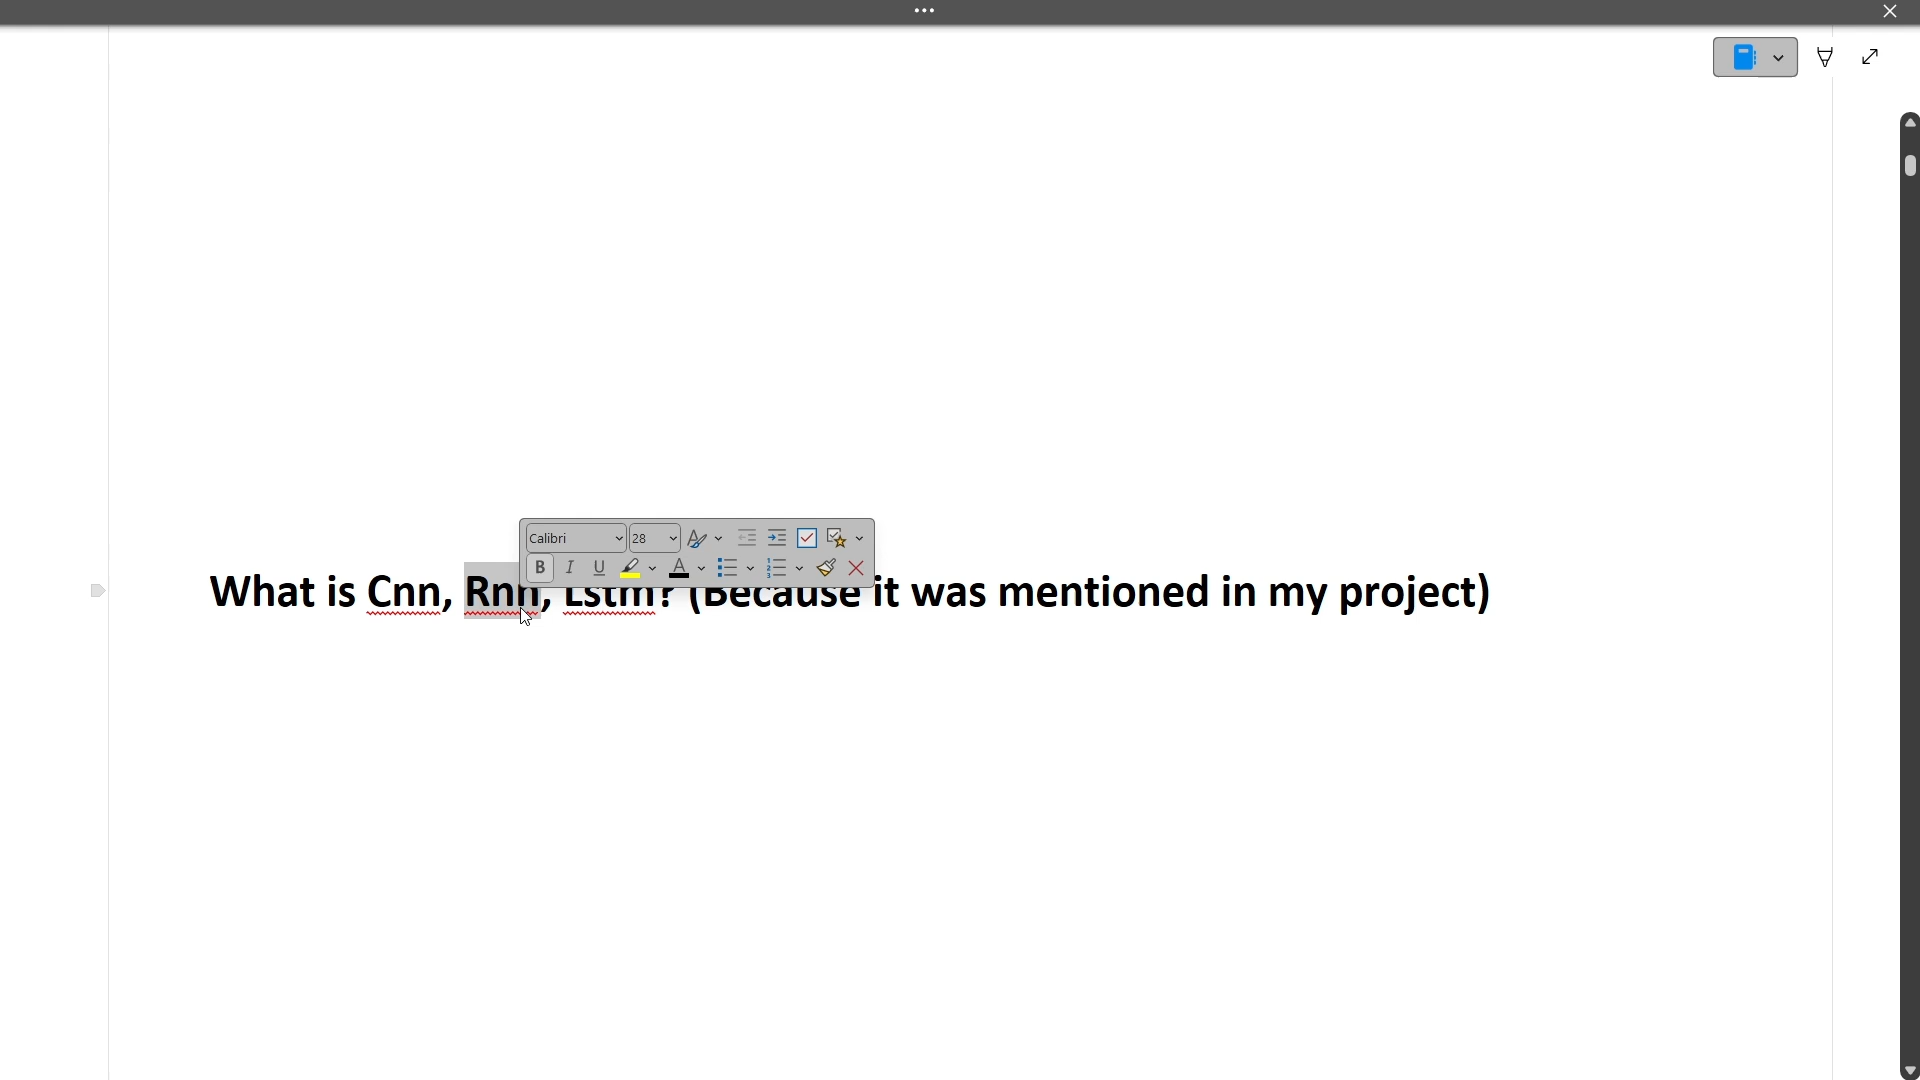 Calibri 28
B I U A
What is Cnn, Rnn, Lstm? (Because it was mentioned in my project)